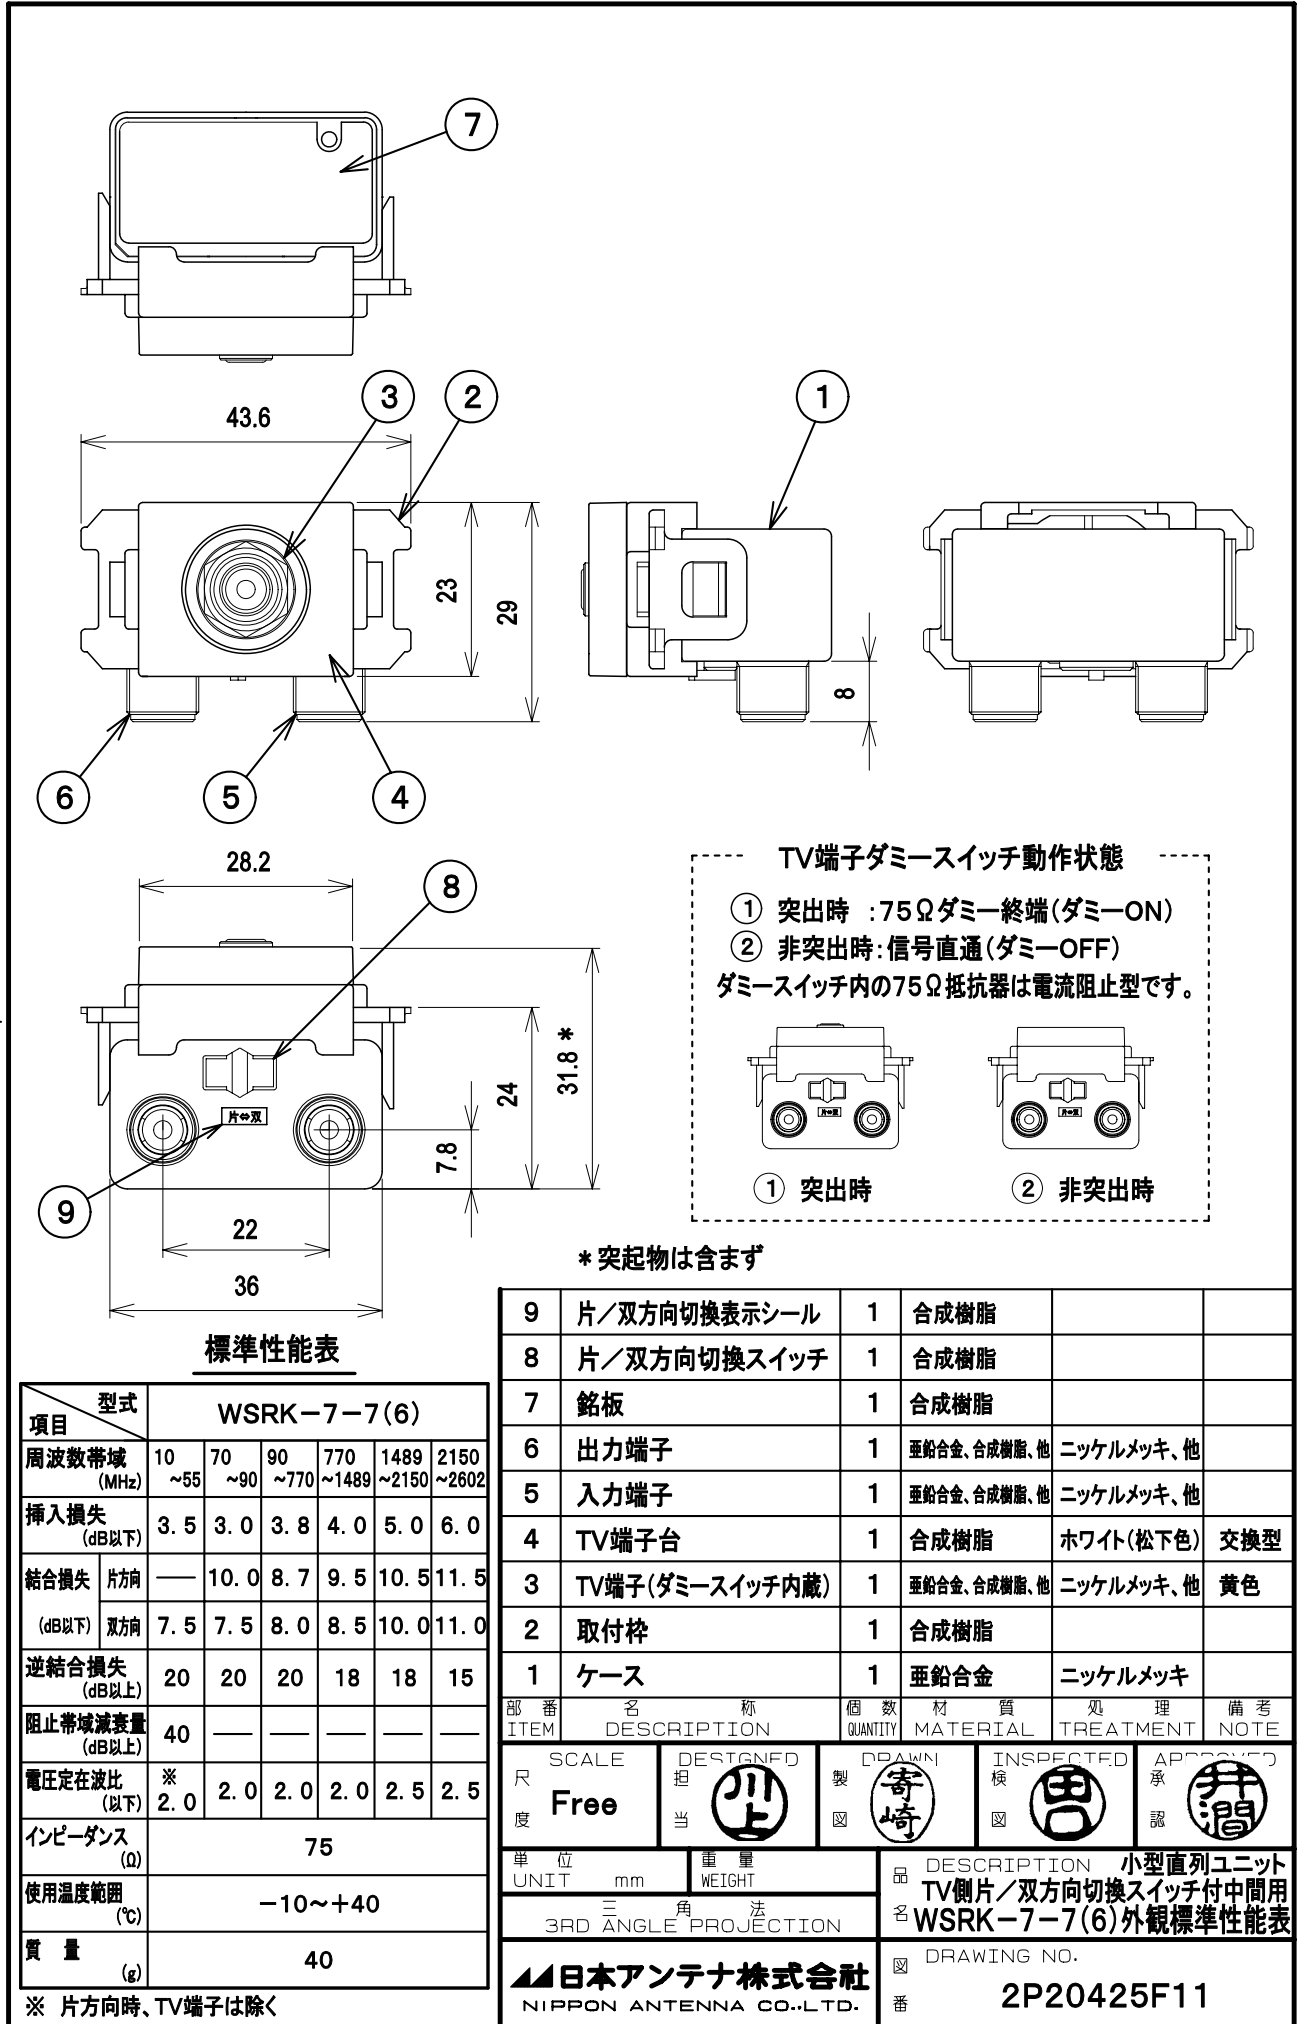 7
3
2
1
43.6
23
29
8
6
5
4
28.2
8
片⇔双
31.8 *
24
7.8
9
22
36
TV端子ダミースイッチ動作状態
① 突出時 :75Ωダミー終端(ダミーON)
② 非突出時:信号直通(ダミーOFF)
ダミースイッチ内の75Ω抵抗器は電流阻止型です。
片⇔双
片⇔双
① 突出時
② 非突出時
*突起物は含まず
標準性能表
項目 型式 WSRK-7-7(6)
周波数帯域 (MHz) 10~55 70~90 90~770 770~1489 1489~2150 2150~2602
挿入損失 (dB以下) 3.5 3.0 3.8 4.0 5.0 6.0
結合損失 片方向 — 10.0 8.7 9.5 10.5 11.5
(dB以下) 双方向 7.5 7.5 8.0 8.5 10.0 11.0
逆結合損失 (dB以上) 20 20 20 18 18 15
阻止帯域減衰量 (dB以上) 40 — — — — —
電圧定在波比 (以下) ※2.0 2.0 2.0 2.0 2.5 2.5
インピーダンス (Ω) 75
使用温度範囲 (℃) -10~+40
質量 (g) 40
※ 片方向時、TV端子は除く
9 片/双方向切換表示シール 1 合成樹脂
8 片/双方向切換スイッチ 1 合成樹脂
7 銘板 1 合成樹脂
6 出力端子 1 亜鉛合金、合成樹脂、他 ニッケルメッキ、他
5 入力端子 1 亜鉛合金、合成樹脂、他 ニッケルメッキ、他
4 TV端子台 1 合成樹脂 ホワイト(松下色) 交換型
3 TV端子(ダミースイッチ内蔵) 1 亜鉛合金、合成樹脂、他 ニッケルメッキ、他 黄色
2 取付枠 1 合成樹脂
1 ケース 1 亜鉛合金 ニッケルメッキ
部番 名称 個数 材質 処理 備考
ITEM DESCRIPTION QUANTITY MATERIAL TREATMENT NOTE
尺度 SCALE Free
担当 DESIGNED 川上
製図 DRAWN 寄崎
検図 INSPECTED 田口
承認 APPROVED 井澗
単位 UNIT mm
重量 WEIGHT
三角法
3RD ANGLE PROJECTION
品名 DESCRIPTION 小型直列ユニット
TV側片/双方向切換スイッチ付中間用
WSRK-7-7(6)外観標準性能表
日本アンテナ株式会社
NIPPON ANTENNA CO.,LTD.
図番 DRAWING NO.
2P20425F11